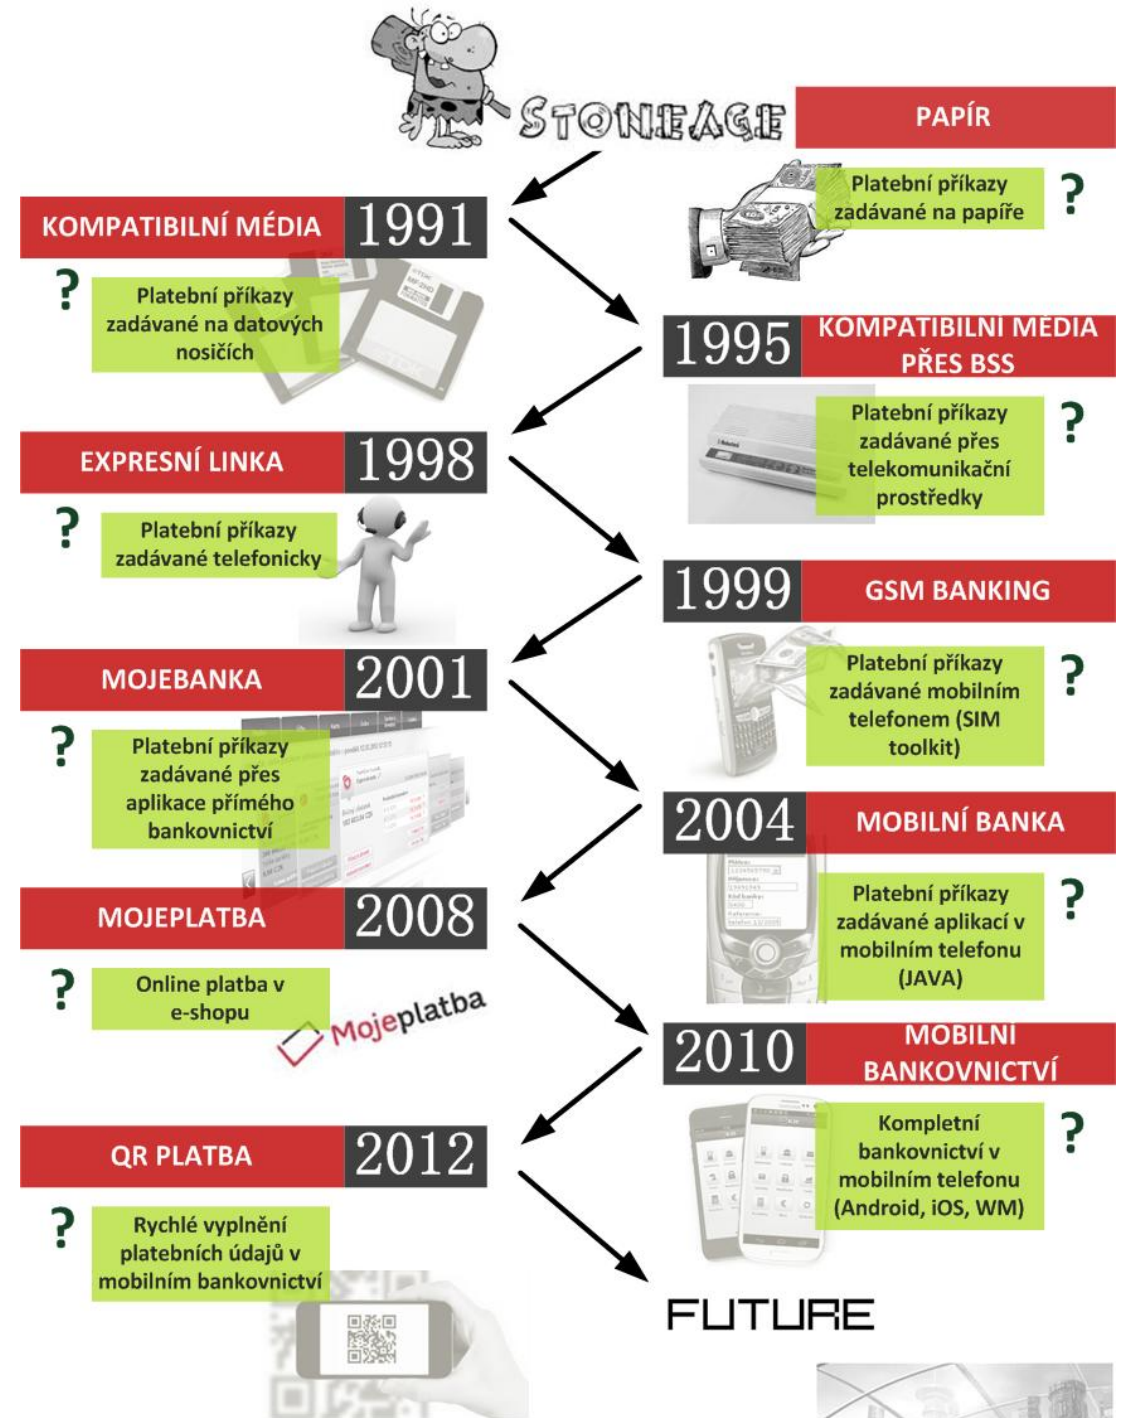 STONEAGE
PAPÍR
Platební příkazy
zadávané na papíře
?
KOMPATIBILNÍ MÉDIA
1991
?
Platební příkazy
zadávané na datových
nosičích
1995
KOMPATIBILNÍ MÉDIA
PŘES BSS
Platební příkazy
zadávané přes
telekomunikační
prostředky
?
EXPRESNÍ LINKA
1998
?
Platební příkazy
zadávané telefonicky
1999
GSM BANKING
Platební příkazy
zadávané mobilním
telefonem (SIM
toolkit)
?
MOJEBANKA
2001
?
Platební příkazy
zadávané přes
aplikace přímého
bankovnictví
2004
MOBILNÍ BANKA
Platební příkazy
zadávané aplikací v
mobilním telefonu
(JAVA)
?
MOJEPLATBA
2008
?
Online platba v
e-shopu
Mojeplatba
2010
MOBILNÍ
BANKOVNICTVÍ
Kompletní
bankovnictví v
mobilním telefonu
(Android, iOS, WM)
?
QR PLATBA
2012
?
Rychlé vyplnění
platebních údajů v
mobilním bankovnictví
FUTURE